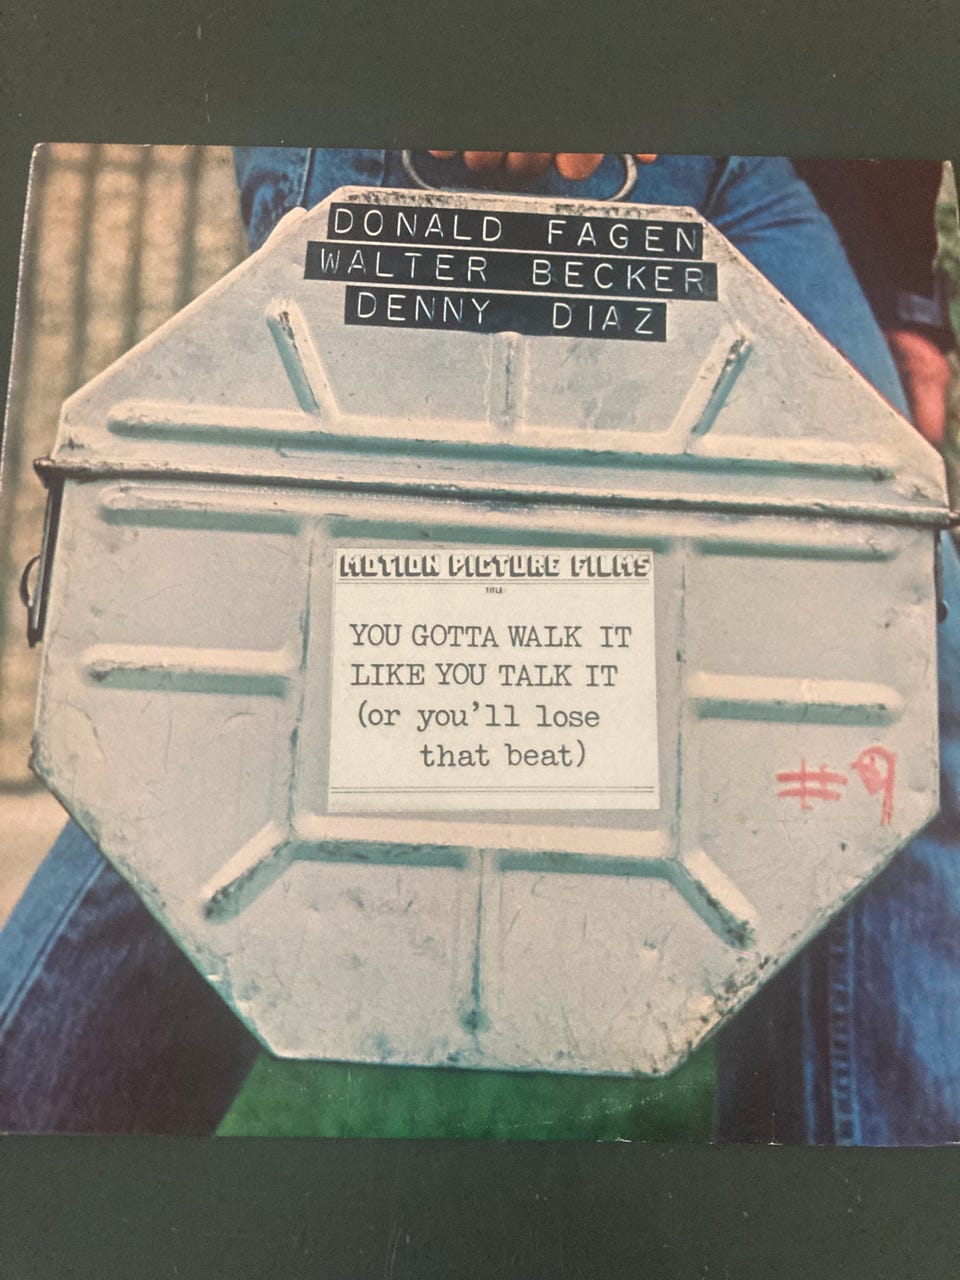 DONALD FAGEN
WALTER BECKER
DENNY DIAZ
MOTION PICTURE FILMS
TITLE
YOU GOTTA WALK IT
LIKE YOU TALK IT
(or you'll lose
that beat)
#9